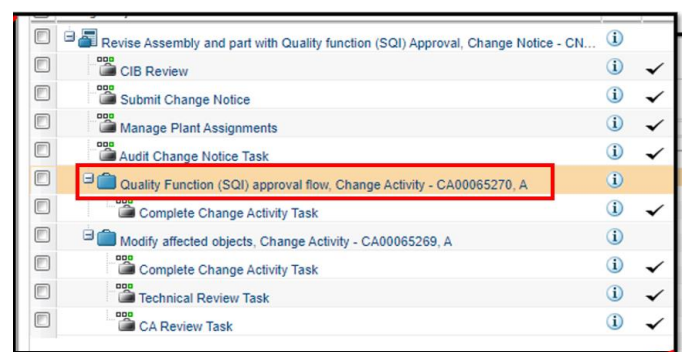 Revise Assembly and part with Quality function (SQI) Approval, Change Notice - CN...
CIB Review
Submit Change Notice
Manage Plant Assignments
Audit Change Notice Task
Quality Function (SQI) approval flow, Change Activity - CA00065270, A
Complete Change Activity Task
Modify affected objects, Change Activity - CA00065269, A
Complete Change Activity Task
Technical Review Task
CA Review Task